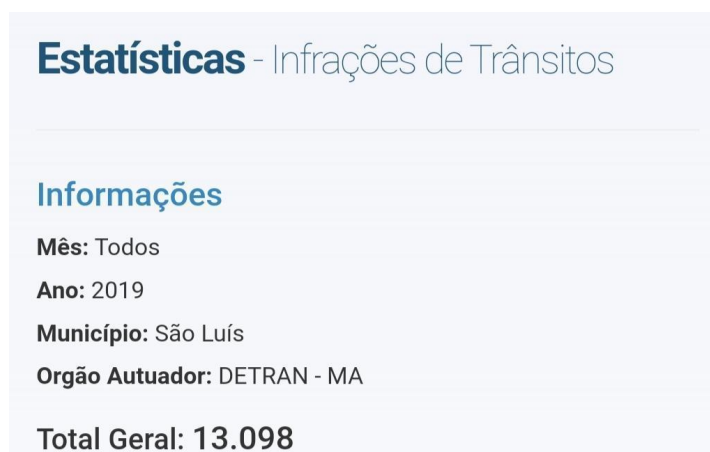 Estatísticas - Infrações de Trânsitos
Informações
Mês: Todos
Ano: 2019
Município: São Luís
Orgão Autuador: DETRAN - MA
Total Geral: 13.098